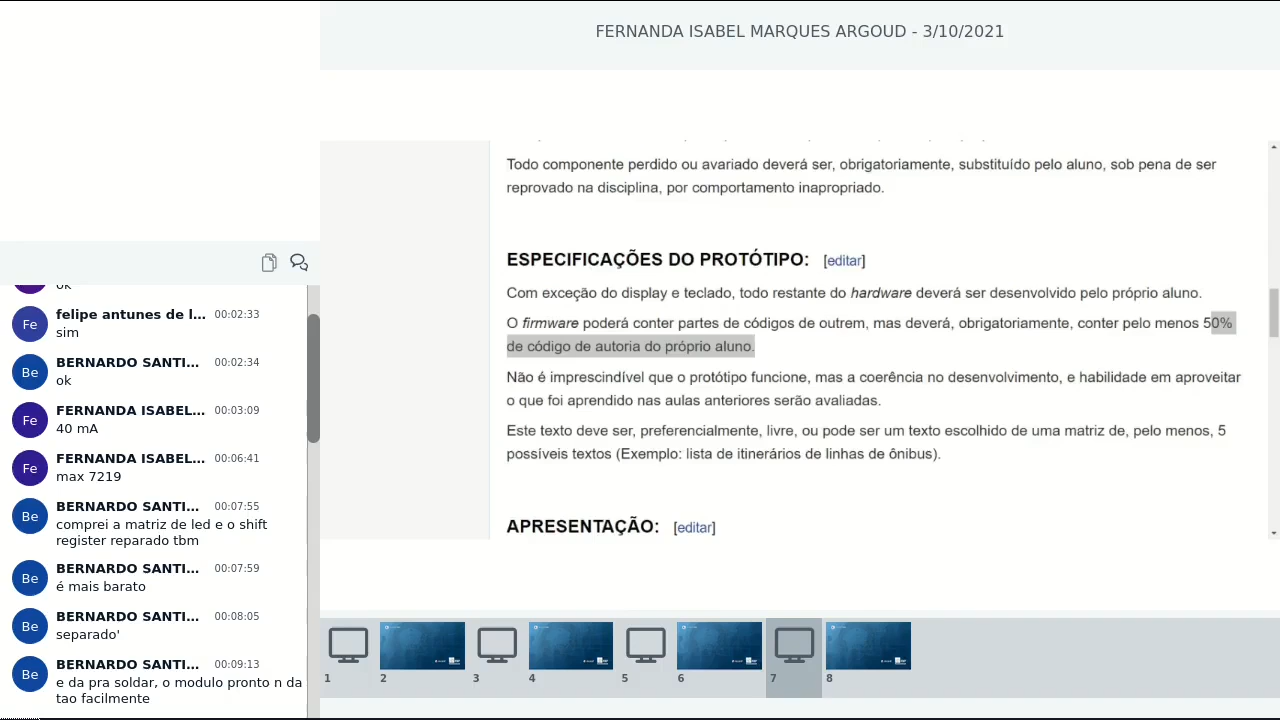 FERNANDA ISABEL MARQUES ARGOUD - 3/10/2021
ok
Fe
felipe antunes de l... 00:02:33
sim
Be
BERNARDO SANTI... 00:02:34
ok
Fe
FERNANDA ISABEL... 00:03:09
40 mA
Fe
FERNANDA ISABEL... 00:06:41
max 7219
Be
BERNARDO SANTI... 00:07:55
comprei a matriz de led e o shift
register reparado tbm
Be
BERNARDO SANTI... 00:07:59
é mais barato
Be
BERNARDO SANTI... 00:08:05
separado'
Be
BERNARDO SANTI... 00:09:13
e da pra soldar, o modulo pronto n da
tao facilmente
Todo componente perdido ou avariado deverá ser, obrigatoriamente, substituído pelo aluno, sob pena de ser
reprovado na disciplina, por comportamento inapropriado.
ESPECIFICAÇÕES DO PROTÓTIPO: [editar]
Com exceção do display e teclado, todo restante do hardware deverá ser desenvolvido pelo próprio aluno.
O firmware poderá conter partes de códigos de outrem, mas deverá, obrigatoriamente, conter pelo menos 50%
de código de autoria do próprio aluno.
Não é imprescindível que o protótipo funcione, mas a coerência no desenvolvimento, e habilidade em aproveitar
o que foi aprendido nas aulas anteriores serão avaliadas.
Este texto deve ser, preferencialmente, livre, ou pode ser um texto escolhido de uma matriz de, pelo menos, 5
possíveis textos (Exemplo: lista de itinerários de linhas de ônibus).
APRESENTAÇÃO: [editar]
1 2 3 4 5 6 7 8